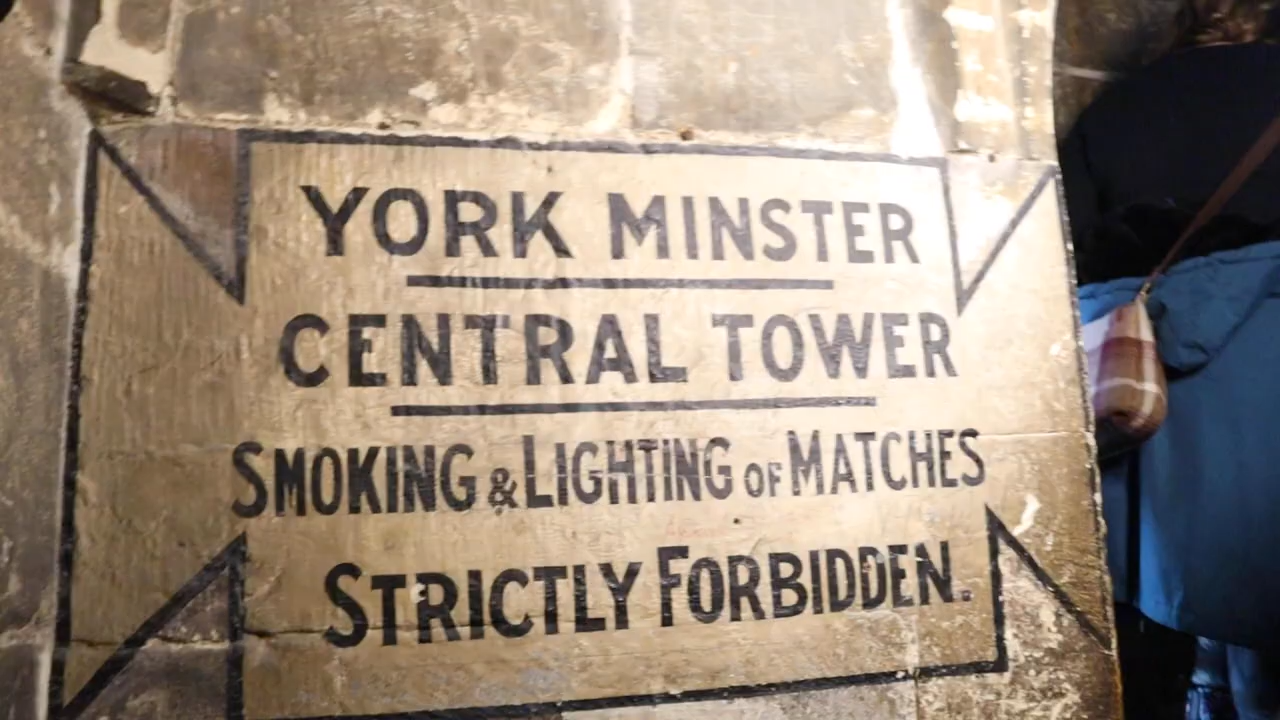 YORK MINSTER
CENTRAL TOWER
SMOKING & LIGHTING OF MATCHES
STRICTLY FORBIDDEN.